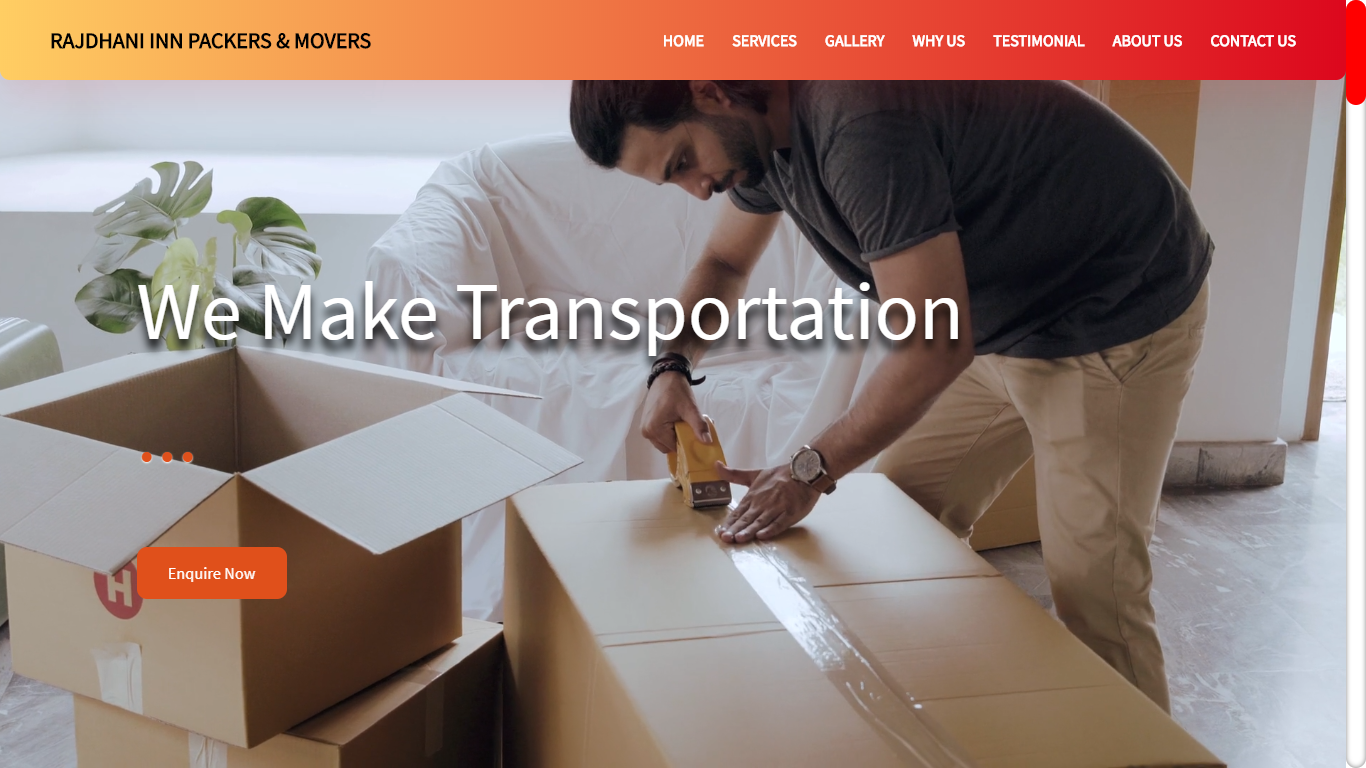 RAJDHANI INN PACKERS & MOVERS
HOME SERVICES GALLERY WHY US TESTIMONIAL ABOUT US CONTACT US
We Make Transportation
Enquire Now
H